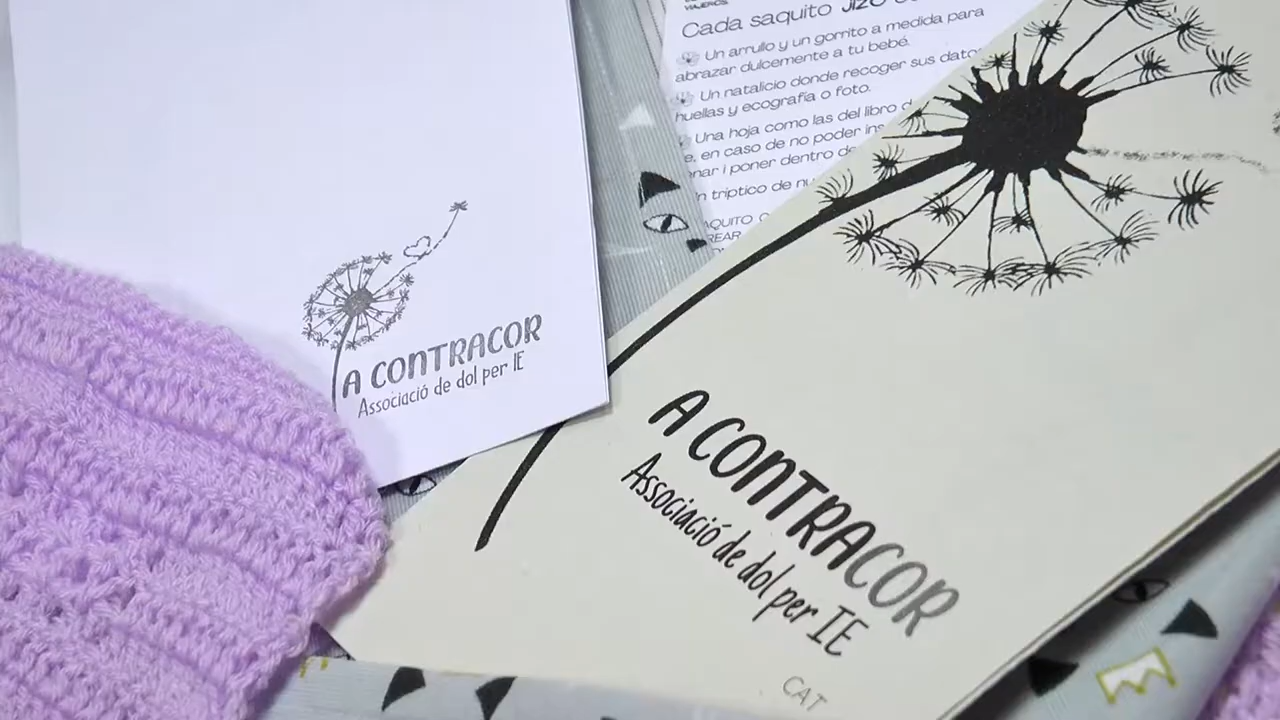 VIAJEROS
Cada saquito
Un arrullo y un gorrito a medida para
abrazar dulcemente a tu bebé.
Un natalicio donde recoger sus
huellas y ecografía o foto.
Una hoja como las del libro
e, en caso de no poder
i poner dentro
triptico de
A CONTRACOR
Associació de dol per IE
A CONTRACOR
Associació de dol per IE
CAT